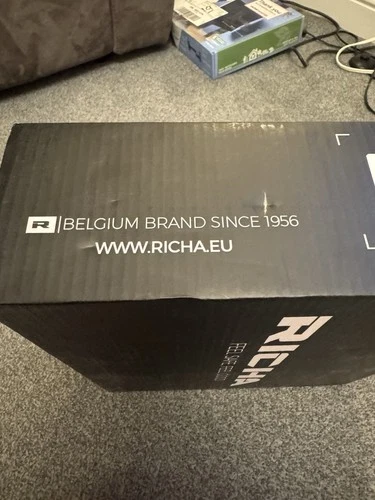 R BELGIUM BRAND SINCE 1956
WWW.RICHA.EU
RICHA